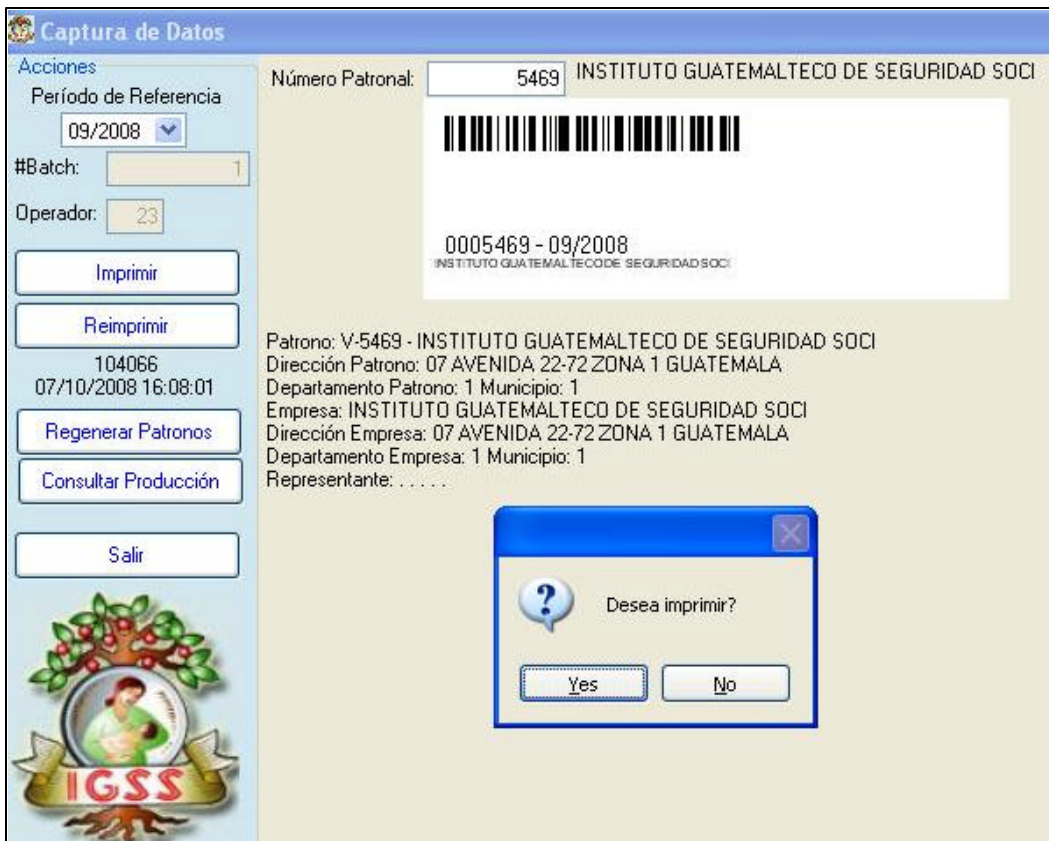 Captura de Datos
Acciones
Período de Referencia
09/2008
#Batch: 1
Operador: 23
Imprimir
Reimprimir
104066
07/10/2008 16:08:01
Regenerar Patronos
Consultar Producción
Salir
IGSS
Número Patronal: 5469 INSTITUTO GUATEMALTECO DE SEGURIDAD SOCI
0005469 - 09/2008
INSTITUTO GUATEMALTECO DE SEGURIDAD SOCI
Patrono: V-5469 - INSTITUTO GUATEMALTECO DE SEGURIDAD SOCI
Dirección Patrono: 07 AVENIDA 22-72 ZONA 1 GUATEMALA
Departamento Patrono: 1 Municipio: 1
Empresa: INSTITUTO GUATEMALTECO DE SEGURIDAD SOCI
Dirección Empresa: 07 AVENIDA 22-72 ZONA 1 GUATEMALA
Departamento Empresa: 1 Municipio: 1
Representante: . . . . .
Desea imprimir?
Yes No